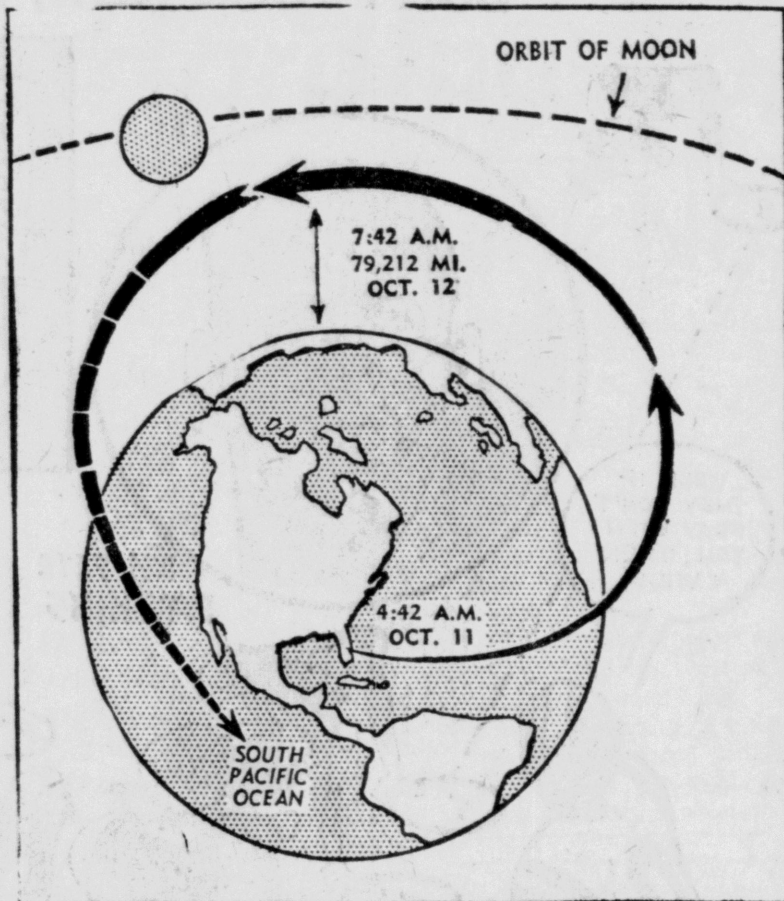 ORBIT OF MOON
7:42 A.M.
79,212 MI.
OCT. 12
4:42 A.M.
OCT. 11
SOUTH
PACIFIC
OCEAN